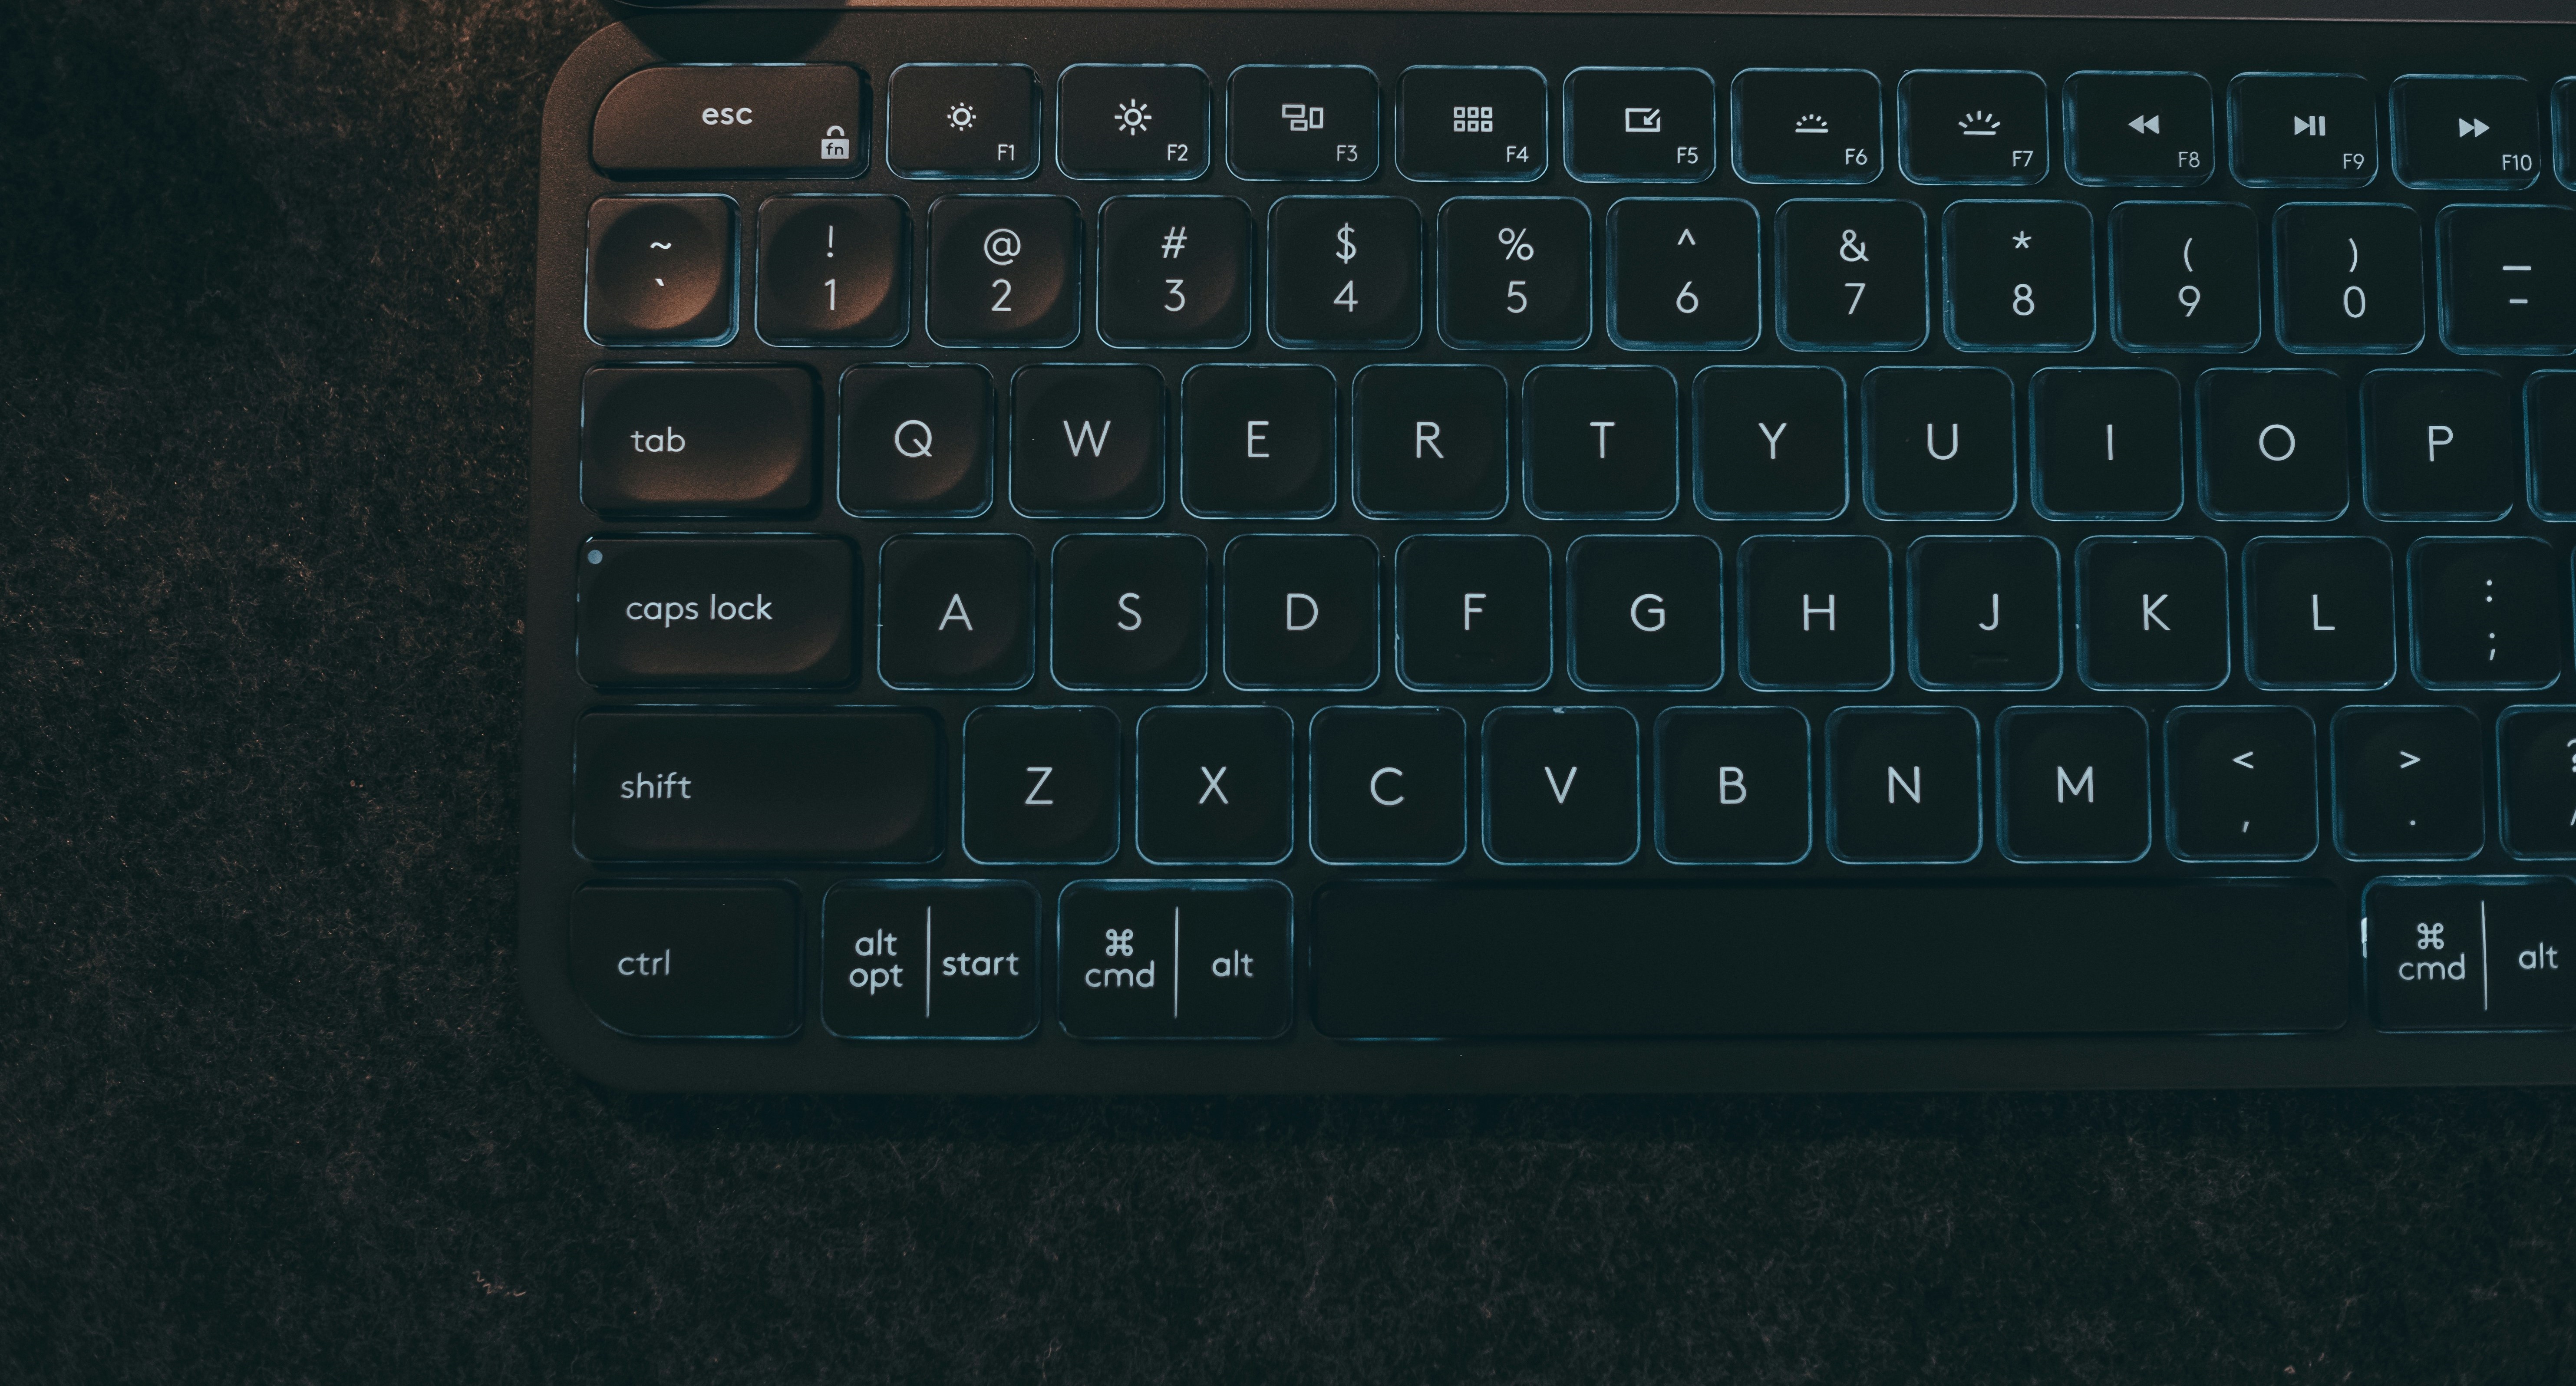 esc fn F1 F2 F3 F4 F5 F6 F7 F8 F9 F10
~ ! @ # $ % ^ & * ( ) _
` 1 2 3 4 5 6 7 8 9 0 -
tab Q W E R T Y U I O P
caps lock A S D F G H J K L : ;
shift Z X C V B N M < , > . ?
ctrl alt opt start ⌘ cmd alt ⌘ cmd alt